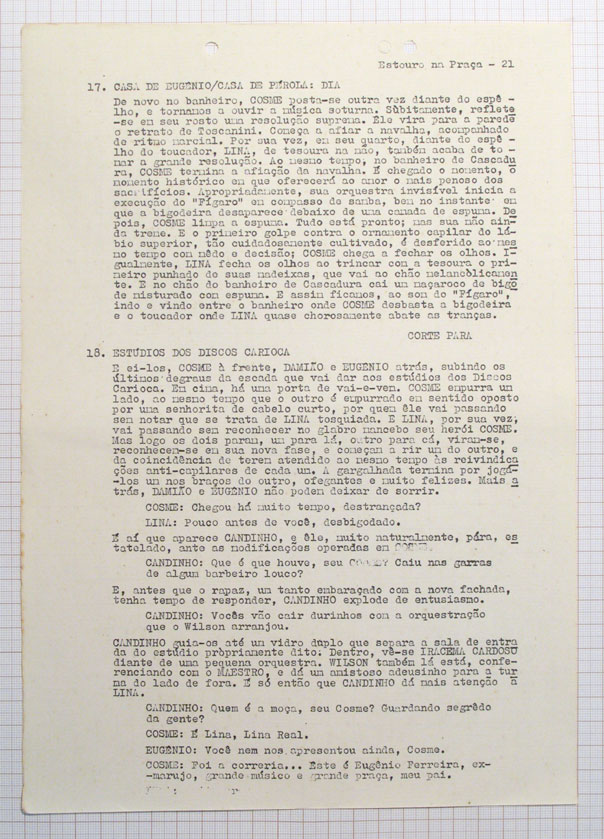 Estouro na Praça - 21
17. CASA DE EUGÊNIO/CASA DE PÉROLA: DIA
De novo no banheiro, COSME posta-se outra vez diante do espê -
lho, e tornamos a ouvir a música soturna. Sùbitamente, reflete
-se em seu rosto uma resolução suprema. Êle vira para a parede
o retrato de Toscanini. Começa a afiar a navalha, acompanhado
de ritmo marcial. Por sua vez, em seu quarto, diante do espê -
lho do toucador, LINA, de tesoura na mão, também acaba de to -
mar a grande resolução. Ao mesmo tempo, no banheiro de Cascadu
ra, COSME termina a afiação da navalha. É chegado o momento, o
momento histórico em que oferecerá ao amor o mais penoso dos
sacrifícios. Apropriadamente, sua orquestra invisível inicia a
execução do "Fígaro" em compasso de samba, bem no instante em
que a bigodeira desaparece debaixo de uma camada de espuma. De
pois, COSME limpa a espuma. Tudo está pronto; mas sua mão ain-
da treme. E o primeiro golpe contra o ornamento capilar do lá-
bio superior, tão cuidadosamente cultivado, é desferido ao mes
mo tempo com mêdo e decisão; COSME chega a fechar os olhos. I-
gualmente, LINA fecha os olhos ao trincar com a tesoura o pri-
meiro punhado de suas madeixas, que vai ao chão melancòlicamen
te. E no chão do banheiro de Cascadura cai um maçaroco de bigo
de misturado com espuma. E assim ficamos, ao som do "Fígaro",
indo e vindo entre o banheiro onde COSME desbasta a bigodeira
e o toucador onde LINA quase chorosamente abate as tranças.
CORTE PARA
18. ESTÚDIOS DOS DISCOS CARIOCA
E ei-los, COSME à frente, DAMIÃO e EUGÊNIO atrás, subindo os
últimos degraus da escada que vai dar aos estúdios dos Discos
Carioca. Em cima, há uma porta de vai-e-vem. COSME empurra um
lado, ao mesmo tempo que o outro é empurrado em sentido oposto
por uma senhorita de cabelo curto, por quem êle vai passando
sem notar que se trata de LINA tosquiada. E LINA, por sua vez,
vai passando sem reconhecer no glabro mancebo seu herói COSME.
Mas logo os dois param, um para lá, outro para cá, viram-se,
reconhecem-se em sua nova fase, e começam a rir um do outro, e
da coincidência de terem atendido ao mesmo tempo às reivindica
ções anti-capilares de cada um. A gargalhada termina por jogá-
-los um nos braços do outro, ofegantes e muito felizes. Mais a
trás, DAMIÃO e EUGÊNIO não podem deixar de sorrir.
COSME: Chegou há muito tempo, destrançada?
LINA: Pouco antes de você, desbigodado.
É aí que aparece CANDINHO, e êle, muito naturalmente, pára, es
tatelado, ante as modificações operadas em COSME.
CANDINHO: Que é que houve, seu COSME? Caiu nas garras
de algum barbeiro louco?
E, antes que o rapaz, um tanto embaraçado com a nova fachada,
tenha tempo de responder, CANDINHO explode de entusiasmo.
CANDINHO: Vocês vão cair durinhos com a orquestração
que o Wilson arranjou.
CANDINHO guia-os até um vidro duplo que separa a sala de entra
da do estúdio pròpriamente dito. Dentro, vê-se IRACEMA CARDOSO
diante de uma pequena orquestra. WILSON também lá está, confe-
renciando com o MAESTRO, e dá um amistoso adeusinho para a tur
ma do lado de fora. É só então que CANDINHO dá mais atenção a
LINA.
CANDINHO: Quem é a moça, seu Cosme? Guardando segrêdo
da gente?
COSME: É Lina, Lina Real.
EUGÊNIO: Você nem nos apresentou ainda, Cosme.
COSME: Foi a correria... Êste é Eugênio Ferreira, ex-
-marujo, grande músico e grande praça, meu pai.